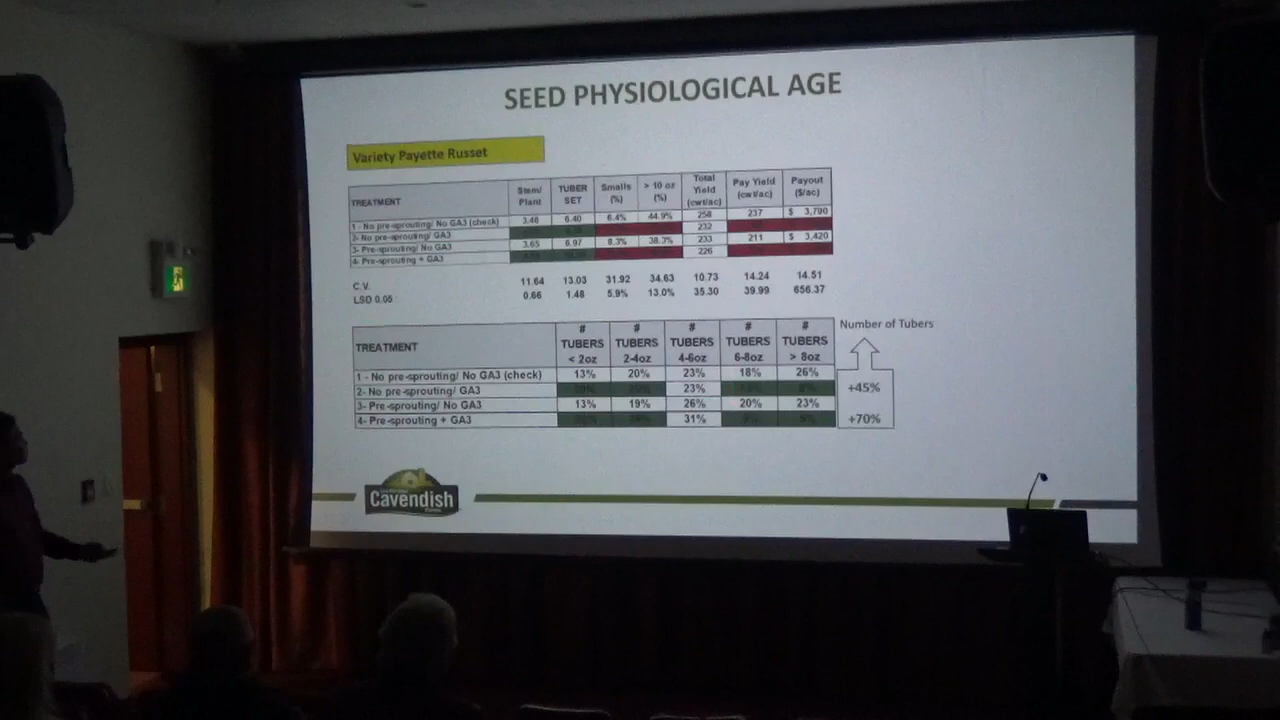 SEED PHYSIOLOGICAL AGE
Variety Payette Russet
TREATMENT Stem/ Plant TUBER SET Smalls (%) > 10 oz (%) Total Yield (cwt/ac) Pay Yield (cwt/ac) Payout ($/ac)
1 - No pre-sprouting/ No GA3 (check) 3.46 6.40 6.4% 44.9% 258 237 $ 3,790
2- No pre-sprouting/ GA3 232
3- Pre-sprouting/ No GA3 3.65 6.97 8.3% 38.3% 233 211 $ 3,420
4- Pre-sprouting + GA3 226
C.V. 11.64 13.03 31.92 34.63 10.73 14.24 14.51
LSD 0.05 0.66 1.48 5.9% 13.0% 35.30 39.99 656.37
TREATMENT # TUBERS < 2oz # TUBERS 2-4oz # TUBERS 4-6oz # TUBERS 6-8oz # TUBERS > 8oz
Number of Tubers
1 - No pre-sprouting/ No GA3 (check) 13% 20% 23% 18% 26%
2- No pre-sprouting/ GA3 23% +45%
3- Pre-sprouting/ No GA3 13% 19% 26% 20% 23%
4- Pre-sprouting + GA3 31% +70%
Cavendish